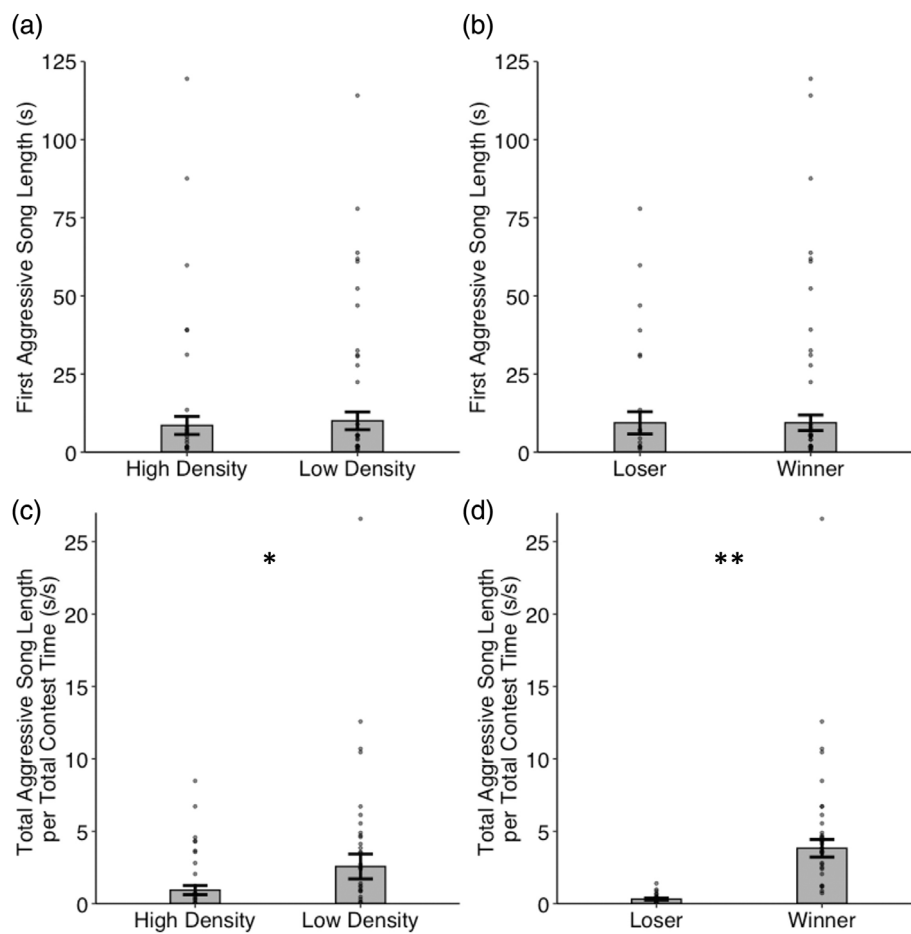 (a)
First Aggressive Song Length (s)
125
100
75
50
25
0
High Density Low Density
(b)
First Aggressive Song Length (s)
125
100
75
50
25
0
Loser Winner
(c)
Total Aggressive Song Length
per Total Contest Time (s/s)
25
20
15
10
5
0
*
High Density Low Density
(d)
Total Aggressive Song Length
per Total Contest Time (s/s)
25
20
15
10
5
0
**
Loser Winner